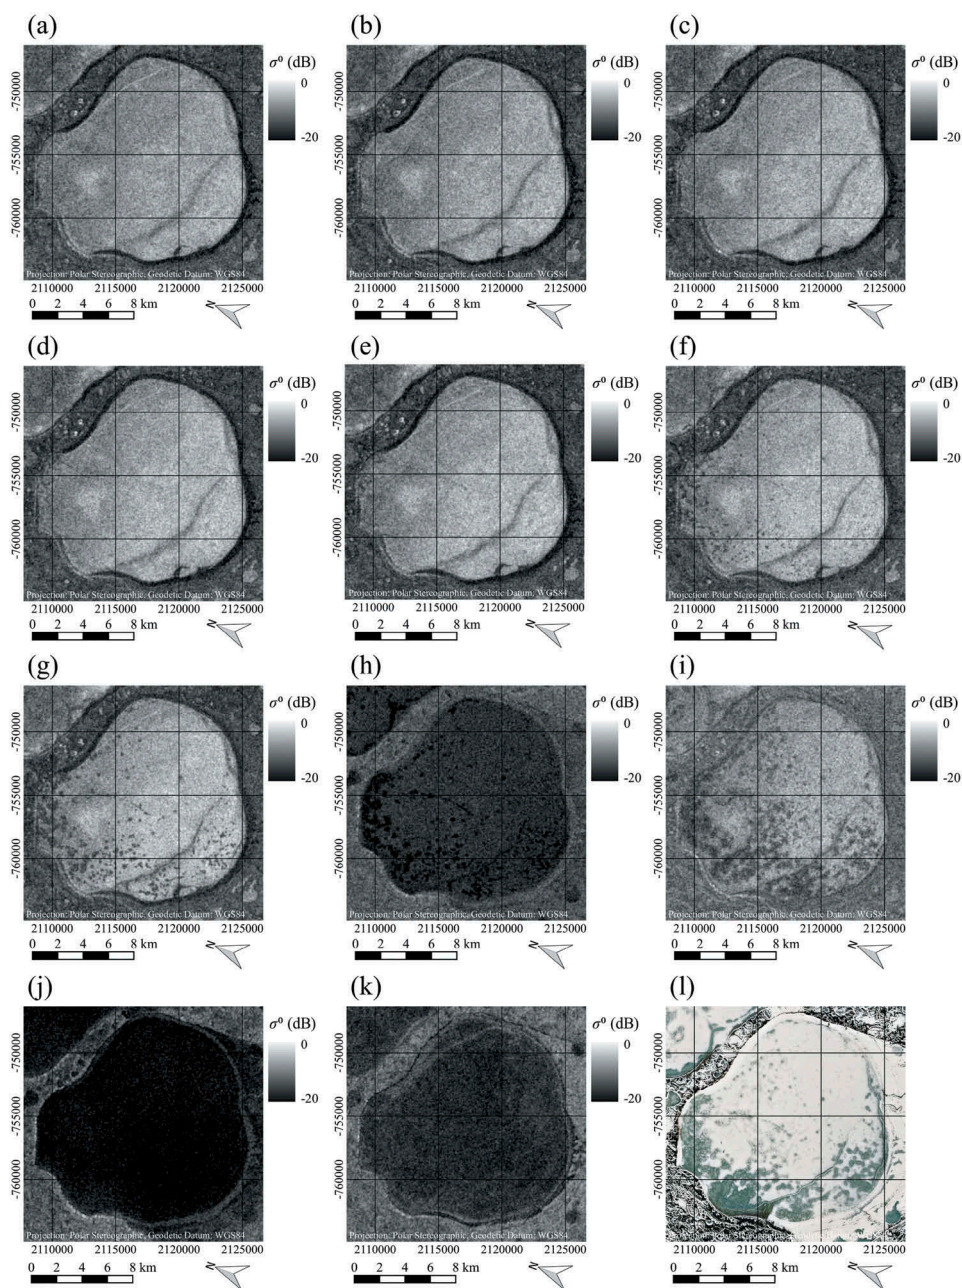 (a) (b) (c)
σ⁰ (dB) σ⁰ (dB) σ⁰ (dB)
0 0 0
-20 -20 -20
-750000 -750000 -750000
-755000 -755000 -755000
-760000 -760000 -760000
Projection: Polar Stereographic, Geodetic Datum: WGS84 Projection: Polar Stereographic, Geodetic Datum: WGS84 Projection: Polar Stereographic, Geodetic Datum: WGS84
2110000 2115000 2120000 2125000 2110000 2115000 2120000 2125000 2110000 2115000 2120000 2125000
0 2 4 6 8 km 0 2 4 6 8 km 0 2 4 6 8 km
N N N
(d) (e) (f)
σ⁰ (dB) σ⁰ (dB) σ⁰ (dB)
0 0 0
-20 -20 -20
-750000 -750000 -750000
-755000 -755000 -755000
-760000 -760000 -760000
Projection: Polar Stereographic, Geodetic Datum: WGS84 Projection: Polar Stereographic, Geodetic Datum: WGS84 Projection: Polar Stereographic, Geodetic Datum: WGS84
2110000 2115000 2120000 2125000 2110000 2115000 2120000 2125000 2110000 2115000 2120000 2125000
0 2 4 6 8 km 0 2 4 6 8 km 0 2 4 6 8 km
N N N
(g) (h) (i)
σ⁰ (dB) σ⁰ (dB) σ⁰ (dB)
0 0 0
-20 -20 -20
-750000 -750000 -750000
-755000 -755000 -755000
-760000 -760000 -760000
Projection: Polar Stereographic, Geodetic Datum: WGS84 Projection: Polar Stereographic, Geodetic Datum: WGS84 Projection: Polar Stereographic, Geodetic Datum: WGS84
2110000 2115000 2120000 2125000 2110000 2115000 2120000 2125000 2110000 2115000 2120000 2125000
0 2 4 6 8 km 0 2 4 6 8 km 0 2 4 6 8 km
N N N
(j) (k) (l)
σ⁰ (dB) σ⁰ (dB)
0 0
-20 -20
-750000 -750000 -750000
-755000 -755000 -755000
-760000 -760000 -760000
Projection: Polar Stereographic, Geodetic Datum: WGS84 Projection: Polar Stereographic, Geodetic Datum: WGS84 Projection: Polar Stereographic, Geodetic Datum: WGS84
2110000 2115000 2120000 2125000 2110000 2115000 2120000 2125000 2110000 2115000 2120000 2125000
0 2 4 6 8 km 0 2 4 6 8 km 0 2 4 6 8 km
N N N